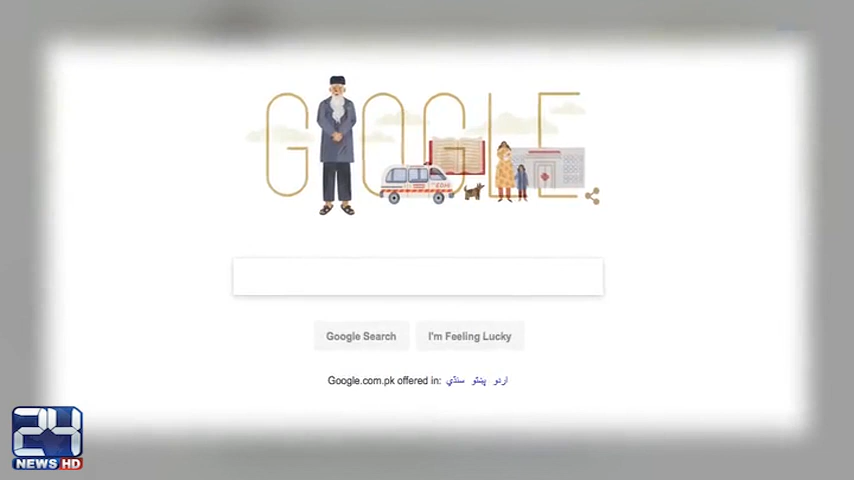 GOOGLE
EDHI
Google Search
I'm Feeling Lucky
Google.com.pk offered in: اردو پښتو سنڌي
24
NEWS HD